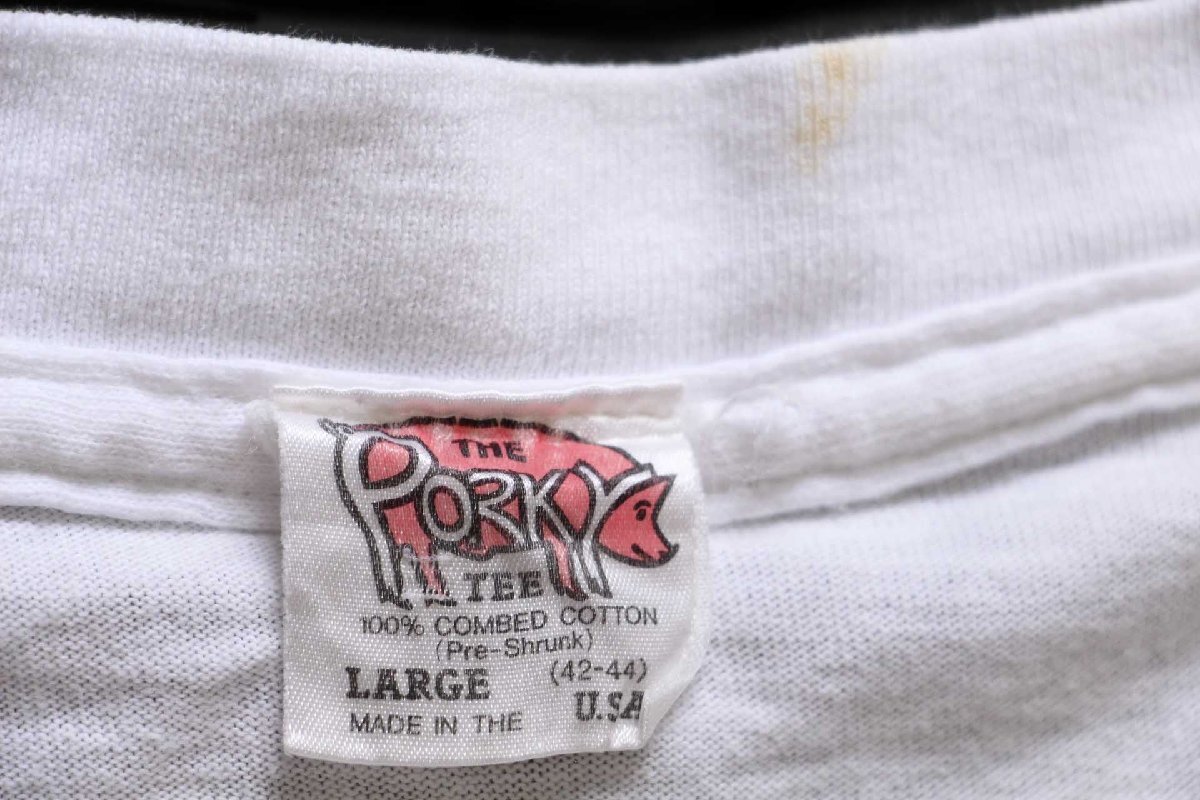 THE
PORKY
TEE
100% COMBED COTTON
(Pre-Shrunk)
LARGE (42-44)
MADE IN THE U.S.A